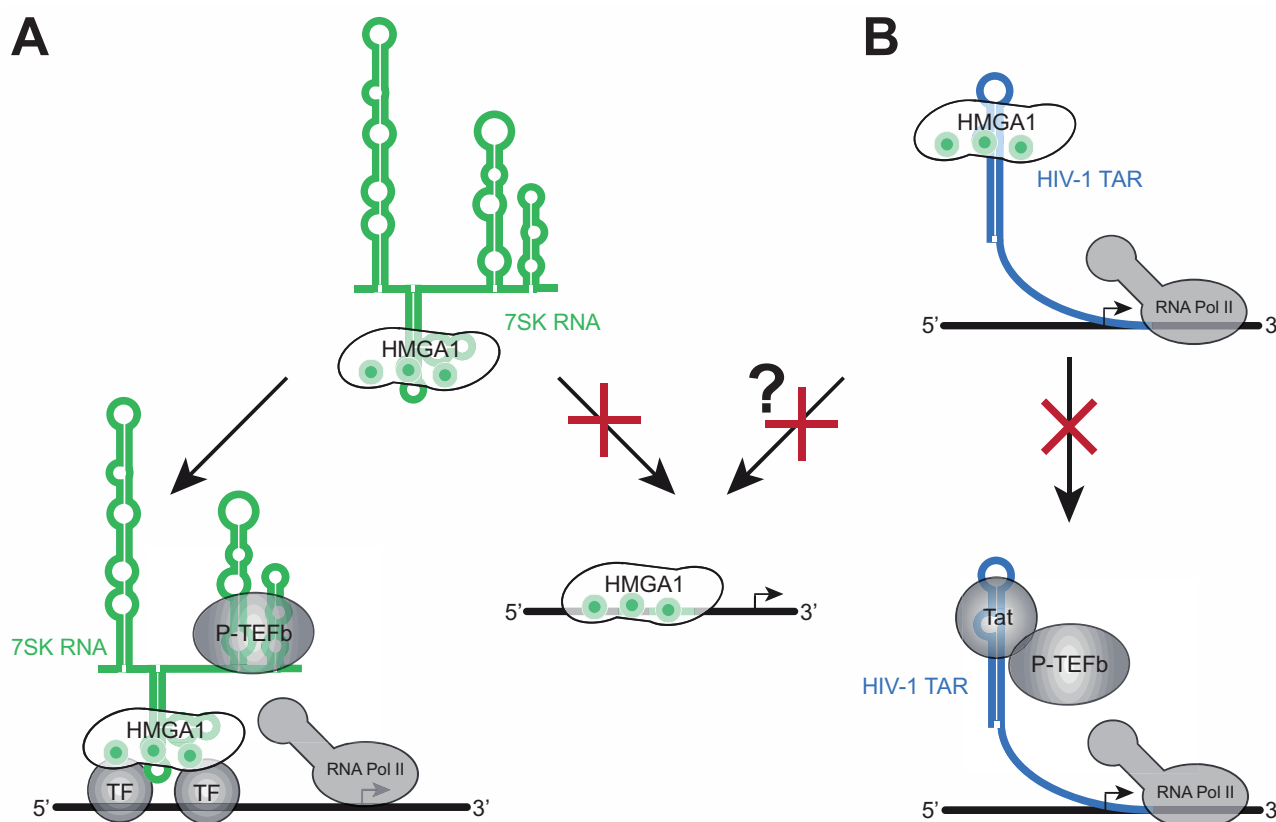 A
B
HMGA1
HIV-1 TAR
7SK RNA
HMGA1
RNA Pol II
5’
3’
?
P-TEFb
7SK RNA
HMGA1
5’
3’
Tat
P-TEFb
HIV-1 TAR
HMGA1
RNA Pol II
TF
TF
5’
3’
RNA Pol II
5’
3’